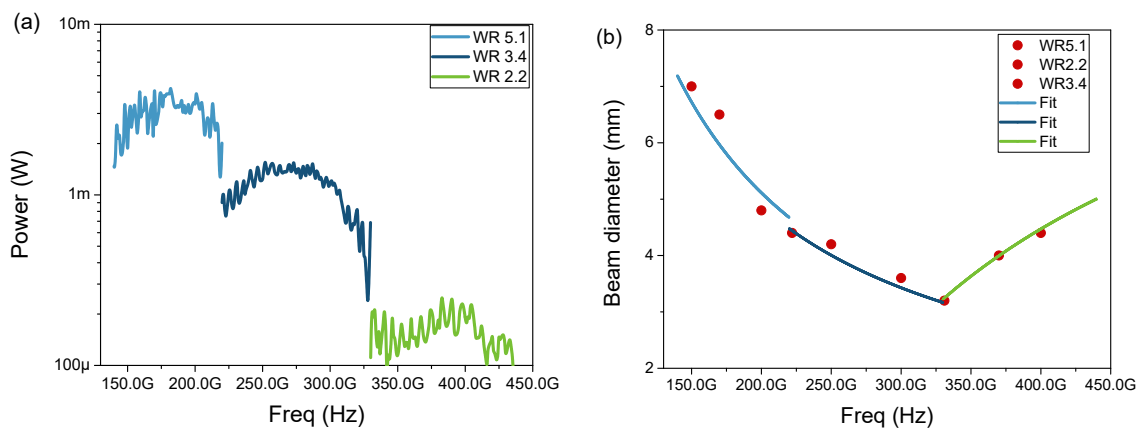 (a)
10m
1m
100µ
Power (W)
WR 5.1
WR 3.4
WR 2.2
150.0G 200.0G 250.0G 300.0G 350.0G 400.0G 450.0G
Freq (Hz)
(b)
8
6
4
2
Beam diameter (mm)
WR5.1
WR2.2
WR3.4
Fit
Fit
Fit
150.0G 200.0G 250.0G 300.0G 350.0G 400.0G 450.0G
Freq (Hz)